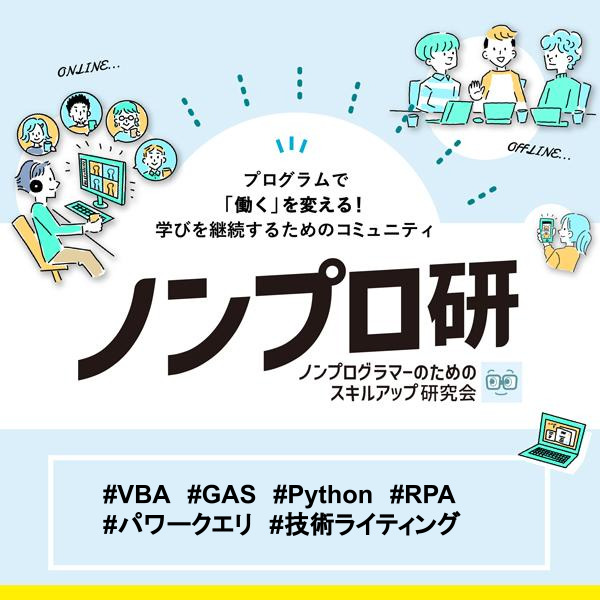 ONLINE...
OFFLINE...
プログラムで
「働く」を変える！
学びを継続するためのコミュニティ
ノンプロ研
ノンプログラマーのための
スキルアップ研究会
#VBA #GAS #Python #RPA
#パワークエリ #技術ライティング